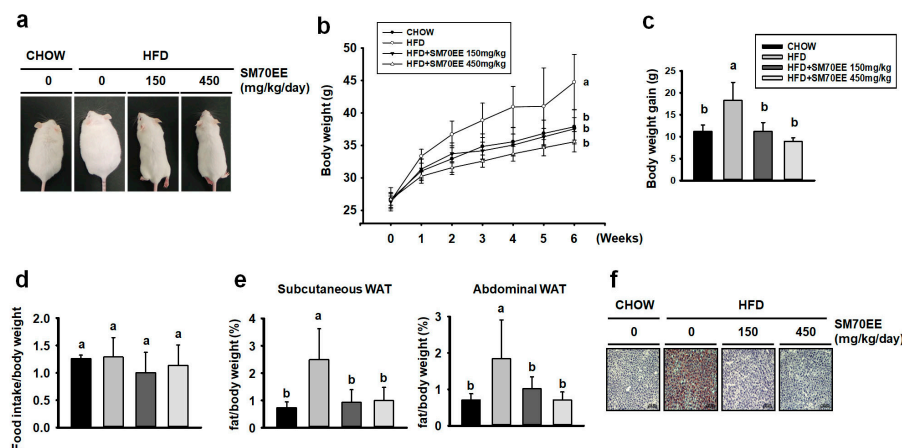 a
CHOW HFD
0 0 150 450
SM70EE
(mg/kg/day)
b
CHOW
HFD
HFD+SM70EE 150mg/kg
HFD+SM70EE 450mg/kg
Body weight (g)
50
45
40
35
30
25
a
b
b
b
0 1 2 3 4 5 6 (Weeks)
c
CHOW
HFD
HFD+SM70EE 150mg/kg
HFD+SM70EE 450mg/kg
Body weight gain (g)
25
20
15
10
5
0
b a b b
d
Food intake/body weight
2.0
1.5
1.0
0.5
0.0
a a a a
e
Subcutaneous WAT
fat/body weight (%)
4
3
2
1
0
b a b b
Abdominal WAT
fat/body weight (%)
3
2
1
0
b a b b
f
CHOW HFD
0 0 150 450
SM70EE
(mg/kg/day)